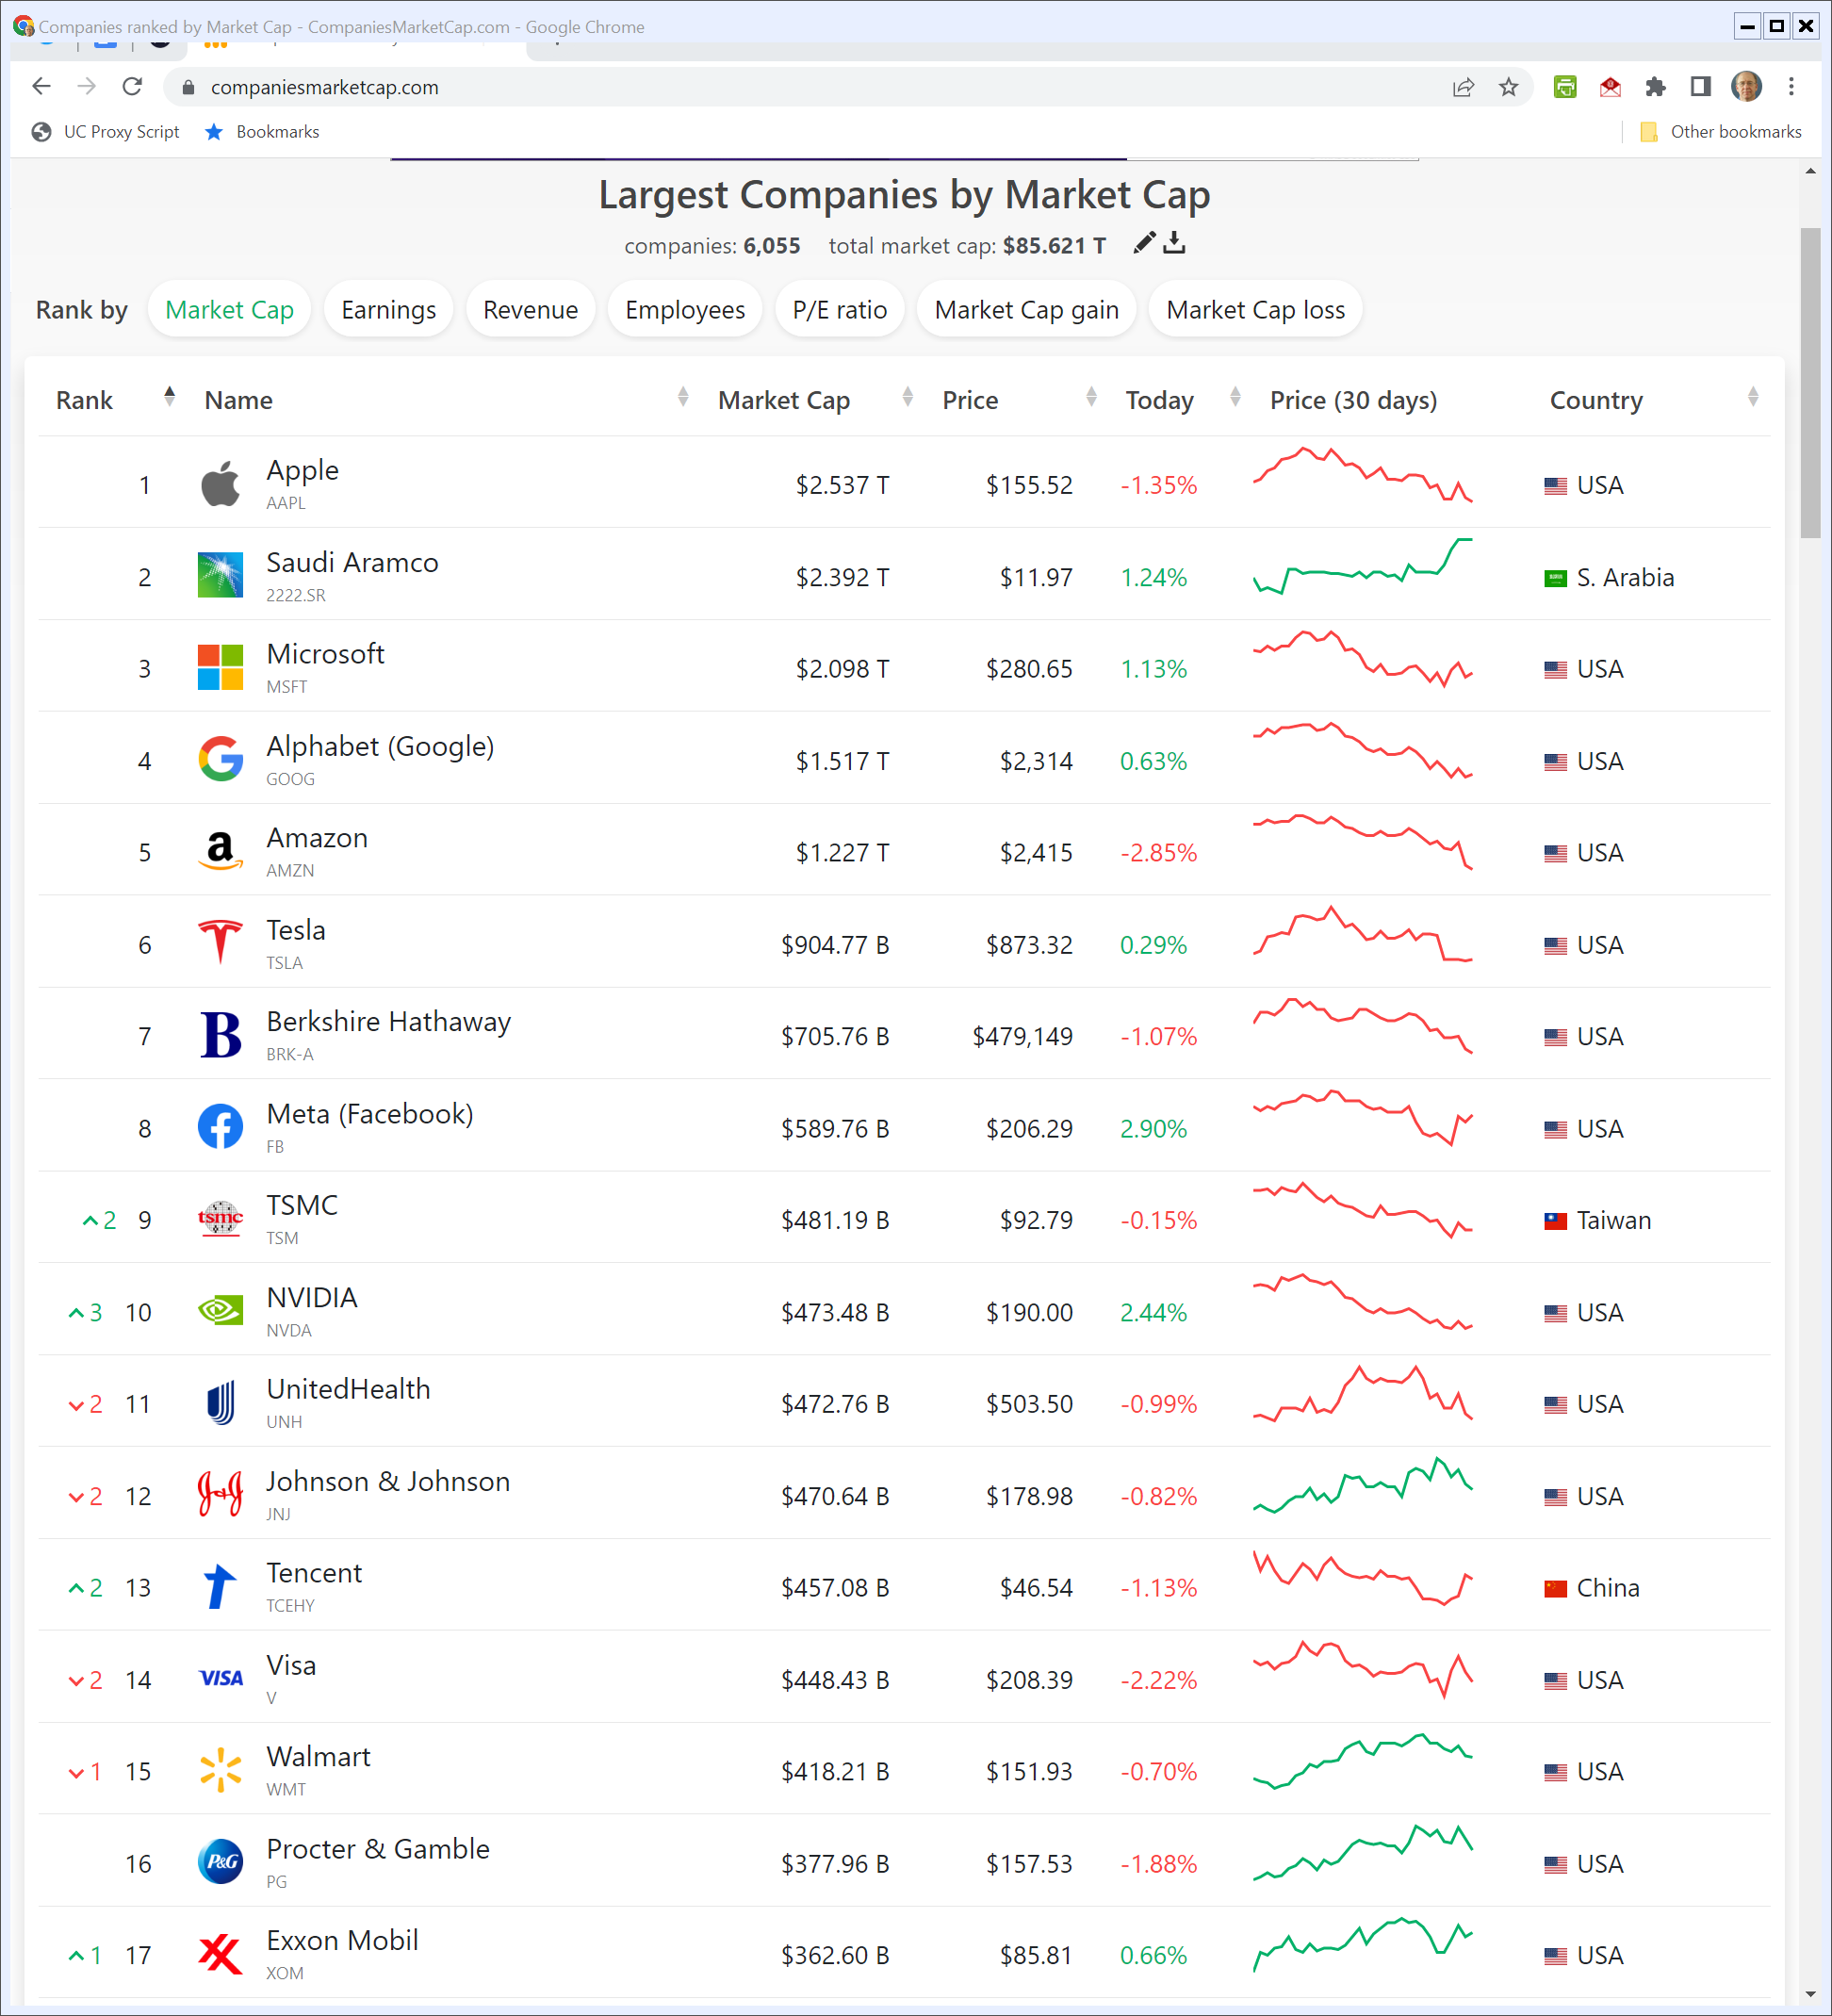 Companies ranked by Market Cap - CompaniesMarketCap.com - Google Chrome
companiesmarketcap.com
UC Proxy Script Bookmarks Other bookmarks
Largest Companies by Market Cap
companies: 6,055 total market cap: $85.621 T
Rank by Market Cap Earnings Revenue Employees P/E ratio Market Cap gain Market Cap loss
Rank Name Market Cap Price Today Price (30 days) Country
1 Apple AAPL $2.537 T $155.52 -1.35% USA
2 Saudi Aramco 2222.SR $2.392 T $11.97 1.24% S. Arabia
3 Microsoft MSFT $2.098 T $280.65 1.13% USA
4 Alphabet (Google) GOOG $1.517 T $2,314 0.63% USA
5 Amazon AMZN $1.227 T $2,415 -2.85% USA
6 Tesla TSLA $904.77 B $873.32 0.29% USA
7 Berkshire Hathaway BRK-A $705.76 B $479,149 -1.07% USA
8 Meta (Facebook) FB $589.76 B $206.29 2.90% USA
2 9 tsmc TSMC TSM $481.19 B $92.79 -0.15% Taiwan
3 10 NVIDIA NVDA $473.48 B $190.00 2.44% USA
2 11 UnitedHealth UNH $472.76 B $503.50 -0.99% USA
2 12 J&J Johnson & Johnson JNJ $470.64 B $178.98 -0.82% USA
2 13 Tencent TCEHY $457.08 B $46.54 -1.13% China
2 14 VISA Visa V $448.43 B $208.39 -2.22% USA
1 15 Walmart WMT $418.21 B $151.93 -0.70% USA
16 P&G Procter & Gamble PG $377.96 B $157.53 -1.88% USA
1 17 Exxon Mobil XOM $362.60 B $85.81 0.66% USA